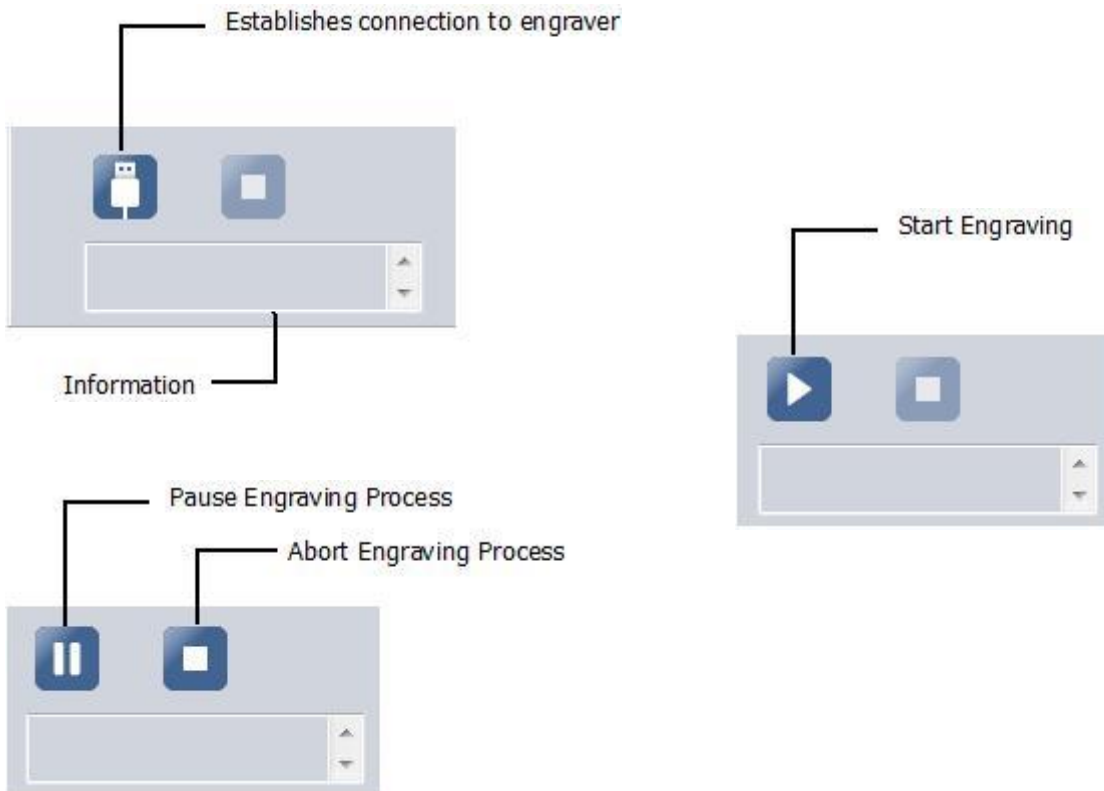 Establishes connection to engraver
Start Engraving
Information
Pause Engraving Process
Abort Engraving Process